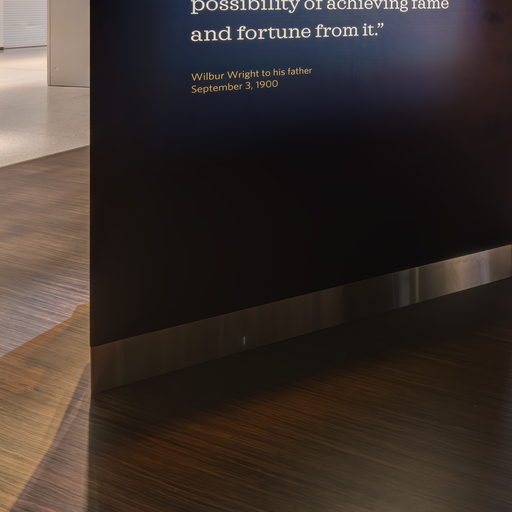 possibility of achieving fame
and fortune from it.”
Wilbur Wright to his father
September 3, 1900